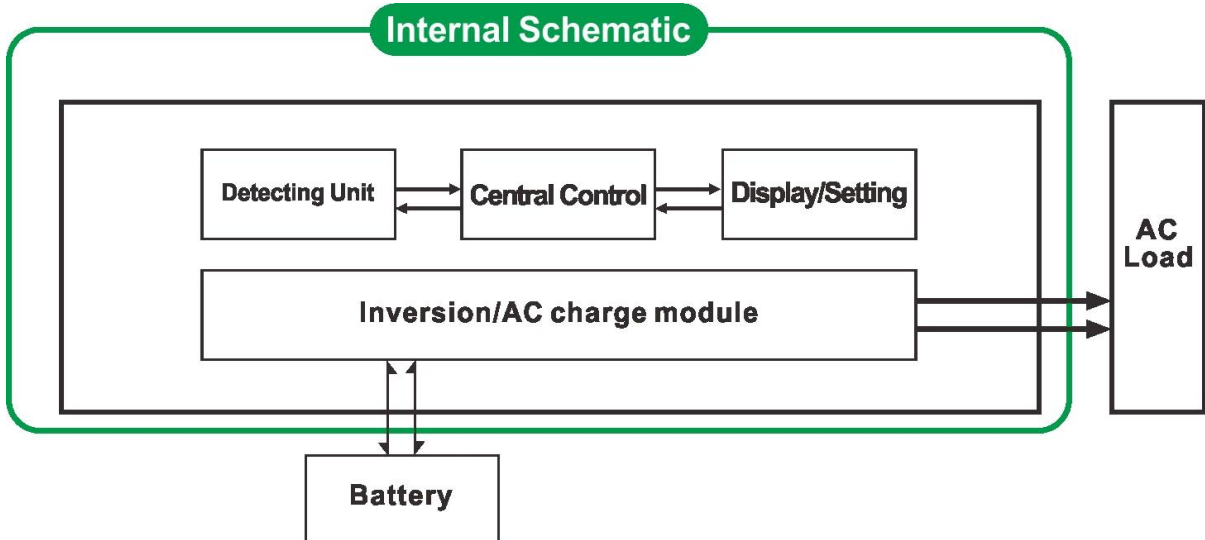 Internal Schematic
Detecting Unit
Central Control
Display/Setting
AC
Load
Inversion/AC charge module
Battery